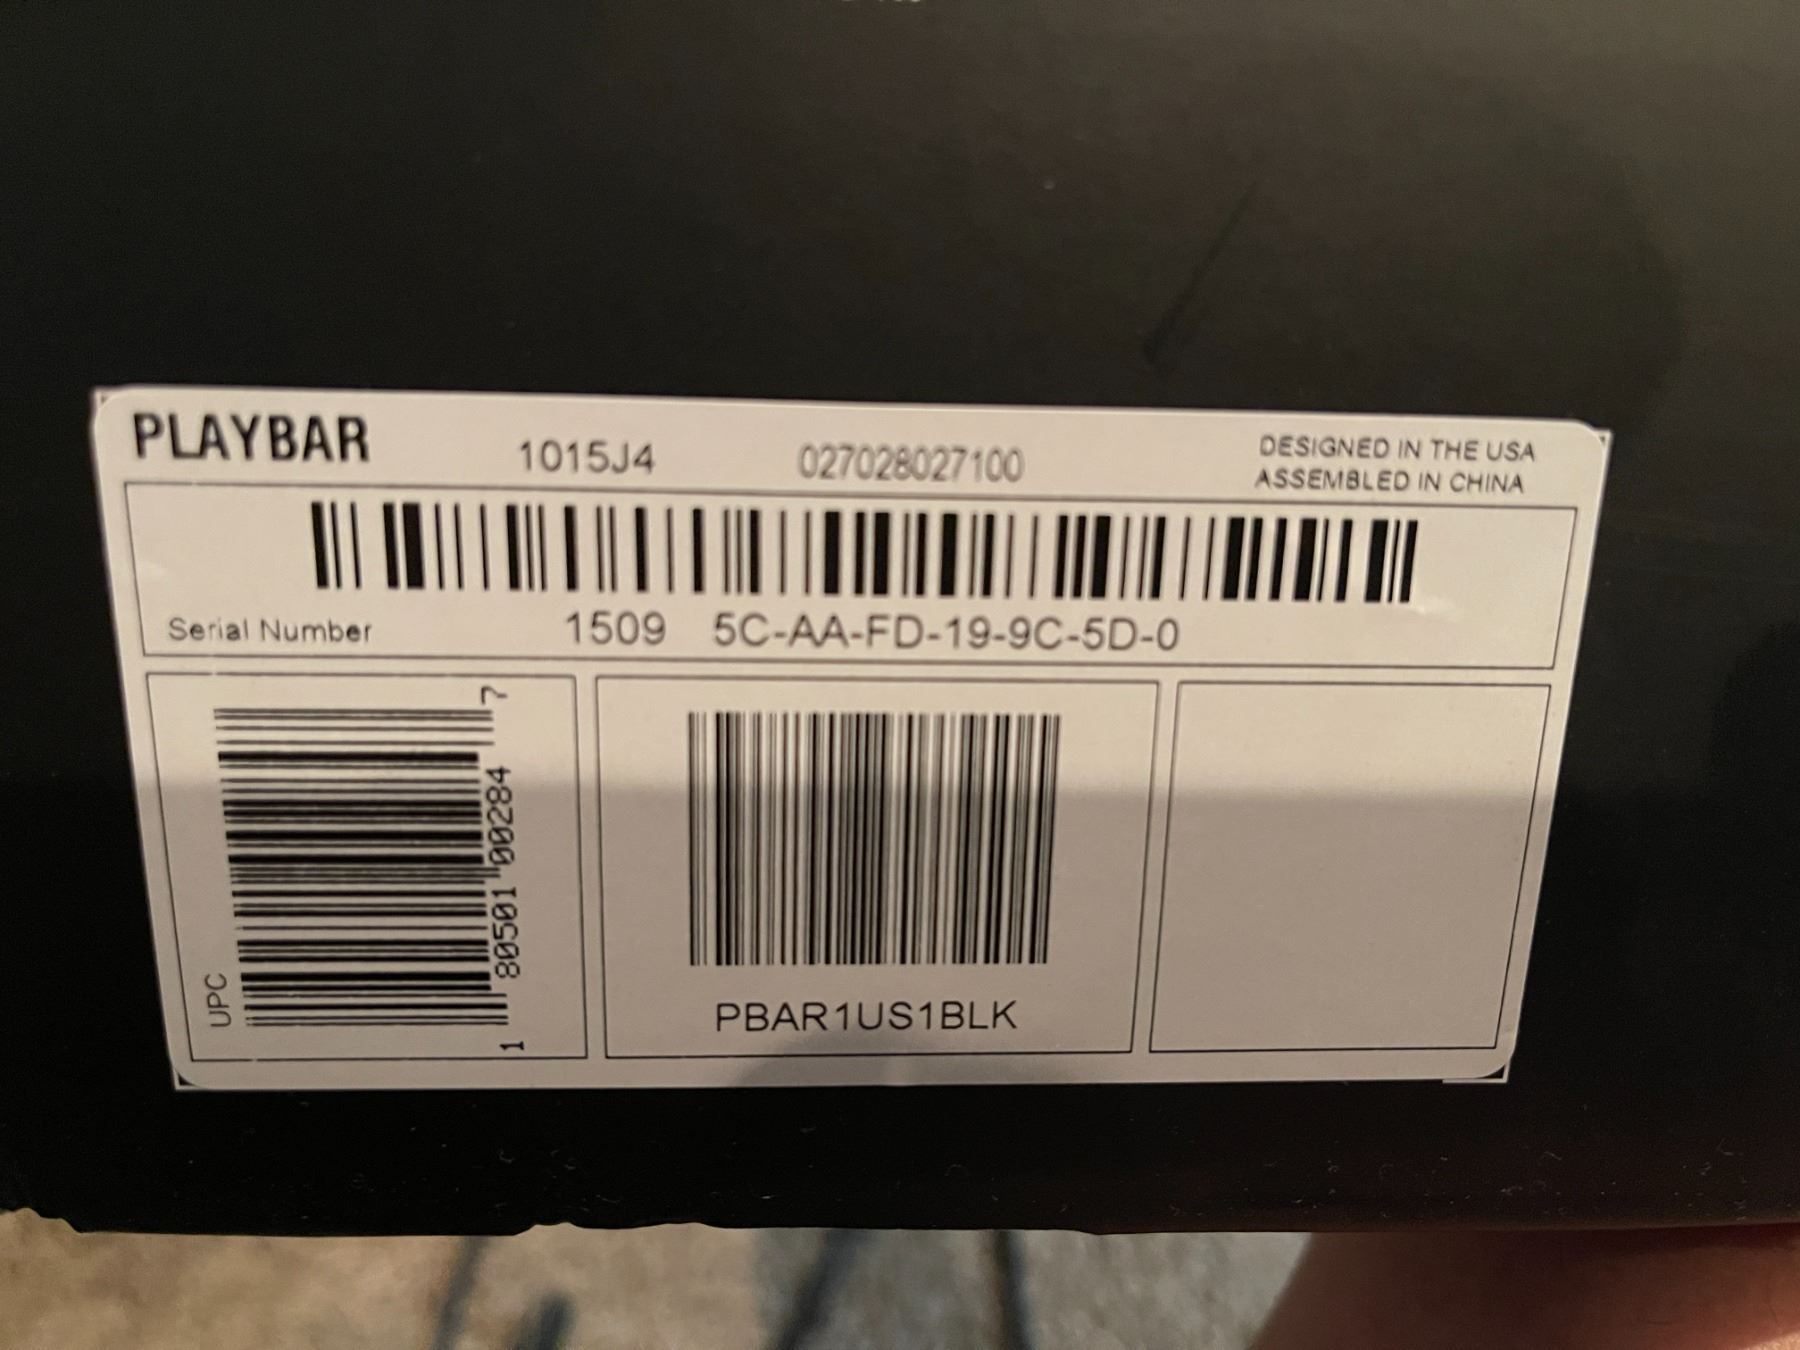 PLAYBAR 1015J4 027028027100 DESIGNED IN THE USA
ASSEMBLED IN CHINA
Serial Number 1509 5C-AA-FD-19-9C-5D-0
UPC 1 80501 00284 7
PBAR1US1BLK